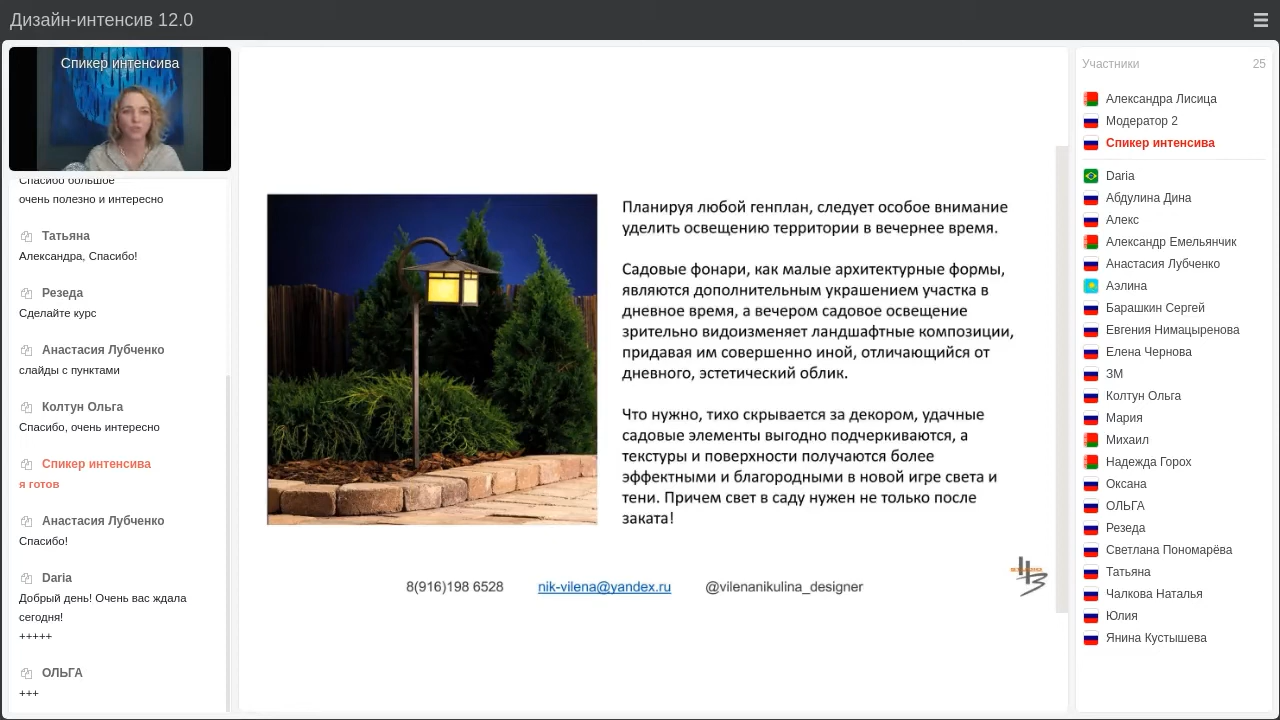 Дизайн-интенсив 12.0
Спикер интенсива
Спасибо большое
очень полезно и интересно
Татьяна
Александра, Спасибо!
Резеда
Сделайте курс
Анастасия Лубченко
слайды с пунктами
Колтун Ольга
Спасибо, очень интересно
Спикер интенсива
я готов
Анастасия Лубченко
Спасибо!
Daria
Добрый день! Очень вас ждала
сегодня!
+++++
ОЛЬГА
+++
Планируя любой генплан, следует особое внимание
уделить освещению территории в вечернее время.
Садовые фонари, как малые архитектурные формы,
являются дополнительным украшением участка в
дневное время, а вечером садовое освещение
зрительно видоизменяет ландшафтные композиции,
придавая им совершенно иной, отличающийся от
дневного, эстетический облик.
Что нужно, тихо скрывается за декором, удачные
садовые элементы выгодно подчеркиваются, а
текстуры и поверхности получаются более
эффектными и благородными в новой игре света и
тени. Причем свет в саду нужен не только после
заката!
8(916)198 6528 nik-vilena@yandex.ru @vilenanikulina_designer
Участники 25
Александра Лисица
Модератор 2
Спикер интенсива
Daria
Абдулина Дина
Алекс
Александр Емельянчик
Анастасия Лубченко
Аэлина
Барашкин Сергей
Евгения Нимацыренова
Елена Чернова
ЗМ
Колтун Ольга
Мария
Михаил
Надежда Горох
Оксана
ОЛЬГА
Резеда
Светлана Пономарёва
Татьяна
Чалкова Наталья
Юлия
Янина Кустышева